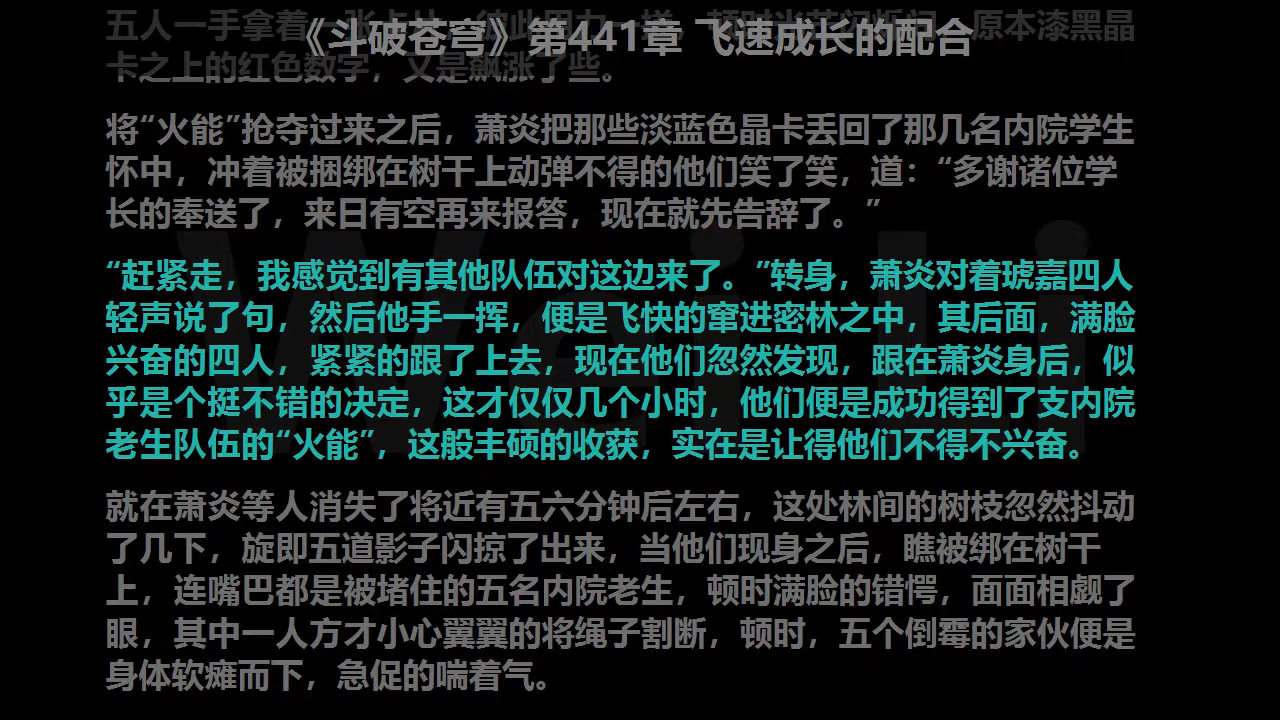 《斗破苍穹》第441章 飞速成长的配合
卡之上的红色数字，又是飙涨了些。
将“火能”抢夺过来之后，萧炎把那些淡蓝色晶卡丢回了那几名内院学生
怀中，冲着被捆绑在树干上动弹不得的他们笑了笑，道：“多谢诸位学
长的奉送了，来日有空再来报答，现在就先告辞了。”
“赶紧走，我感觉到有其他队伍对这边来了。”转身，萧炎对着琥嘉四人
轻声说了句，然后他手一挥，便是飞快的窜进密林之中，其后面，满脸
兴奋的四人，紧紧的跟了上去，现在他们忽然发现，跟在萧炎身后，似
乎是个挺不错的决定，这才仅仅几个小时，他们便是成功得到了支内院
老生队伍的“火能”，这般丰硕的收获，实在是让得他们不得不兴奋。
就在萧炎等人消失了将近有五六分钟后左右，这处林间的树枝忽然抖动
了几下，旋即五道影子闪掠了出来，当他们现身之后，瞧被绑在树干
上，连嘴巴都是被堵住的五名内院老生，顿时满脸的错愕，面面相觑了
眼，其中一人方才小心翼翼的将绳子割断，顿时，五个倒霉的家伙便是
身体软瘫而下，急促的喘着气。
Wei Li